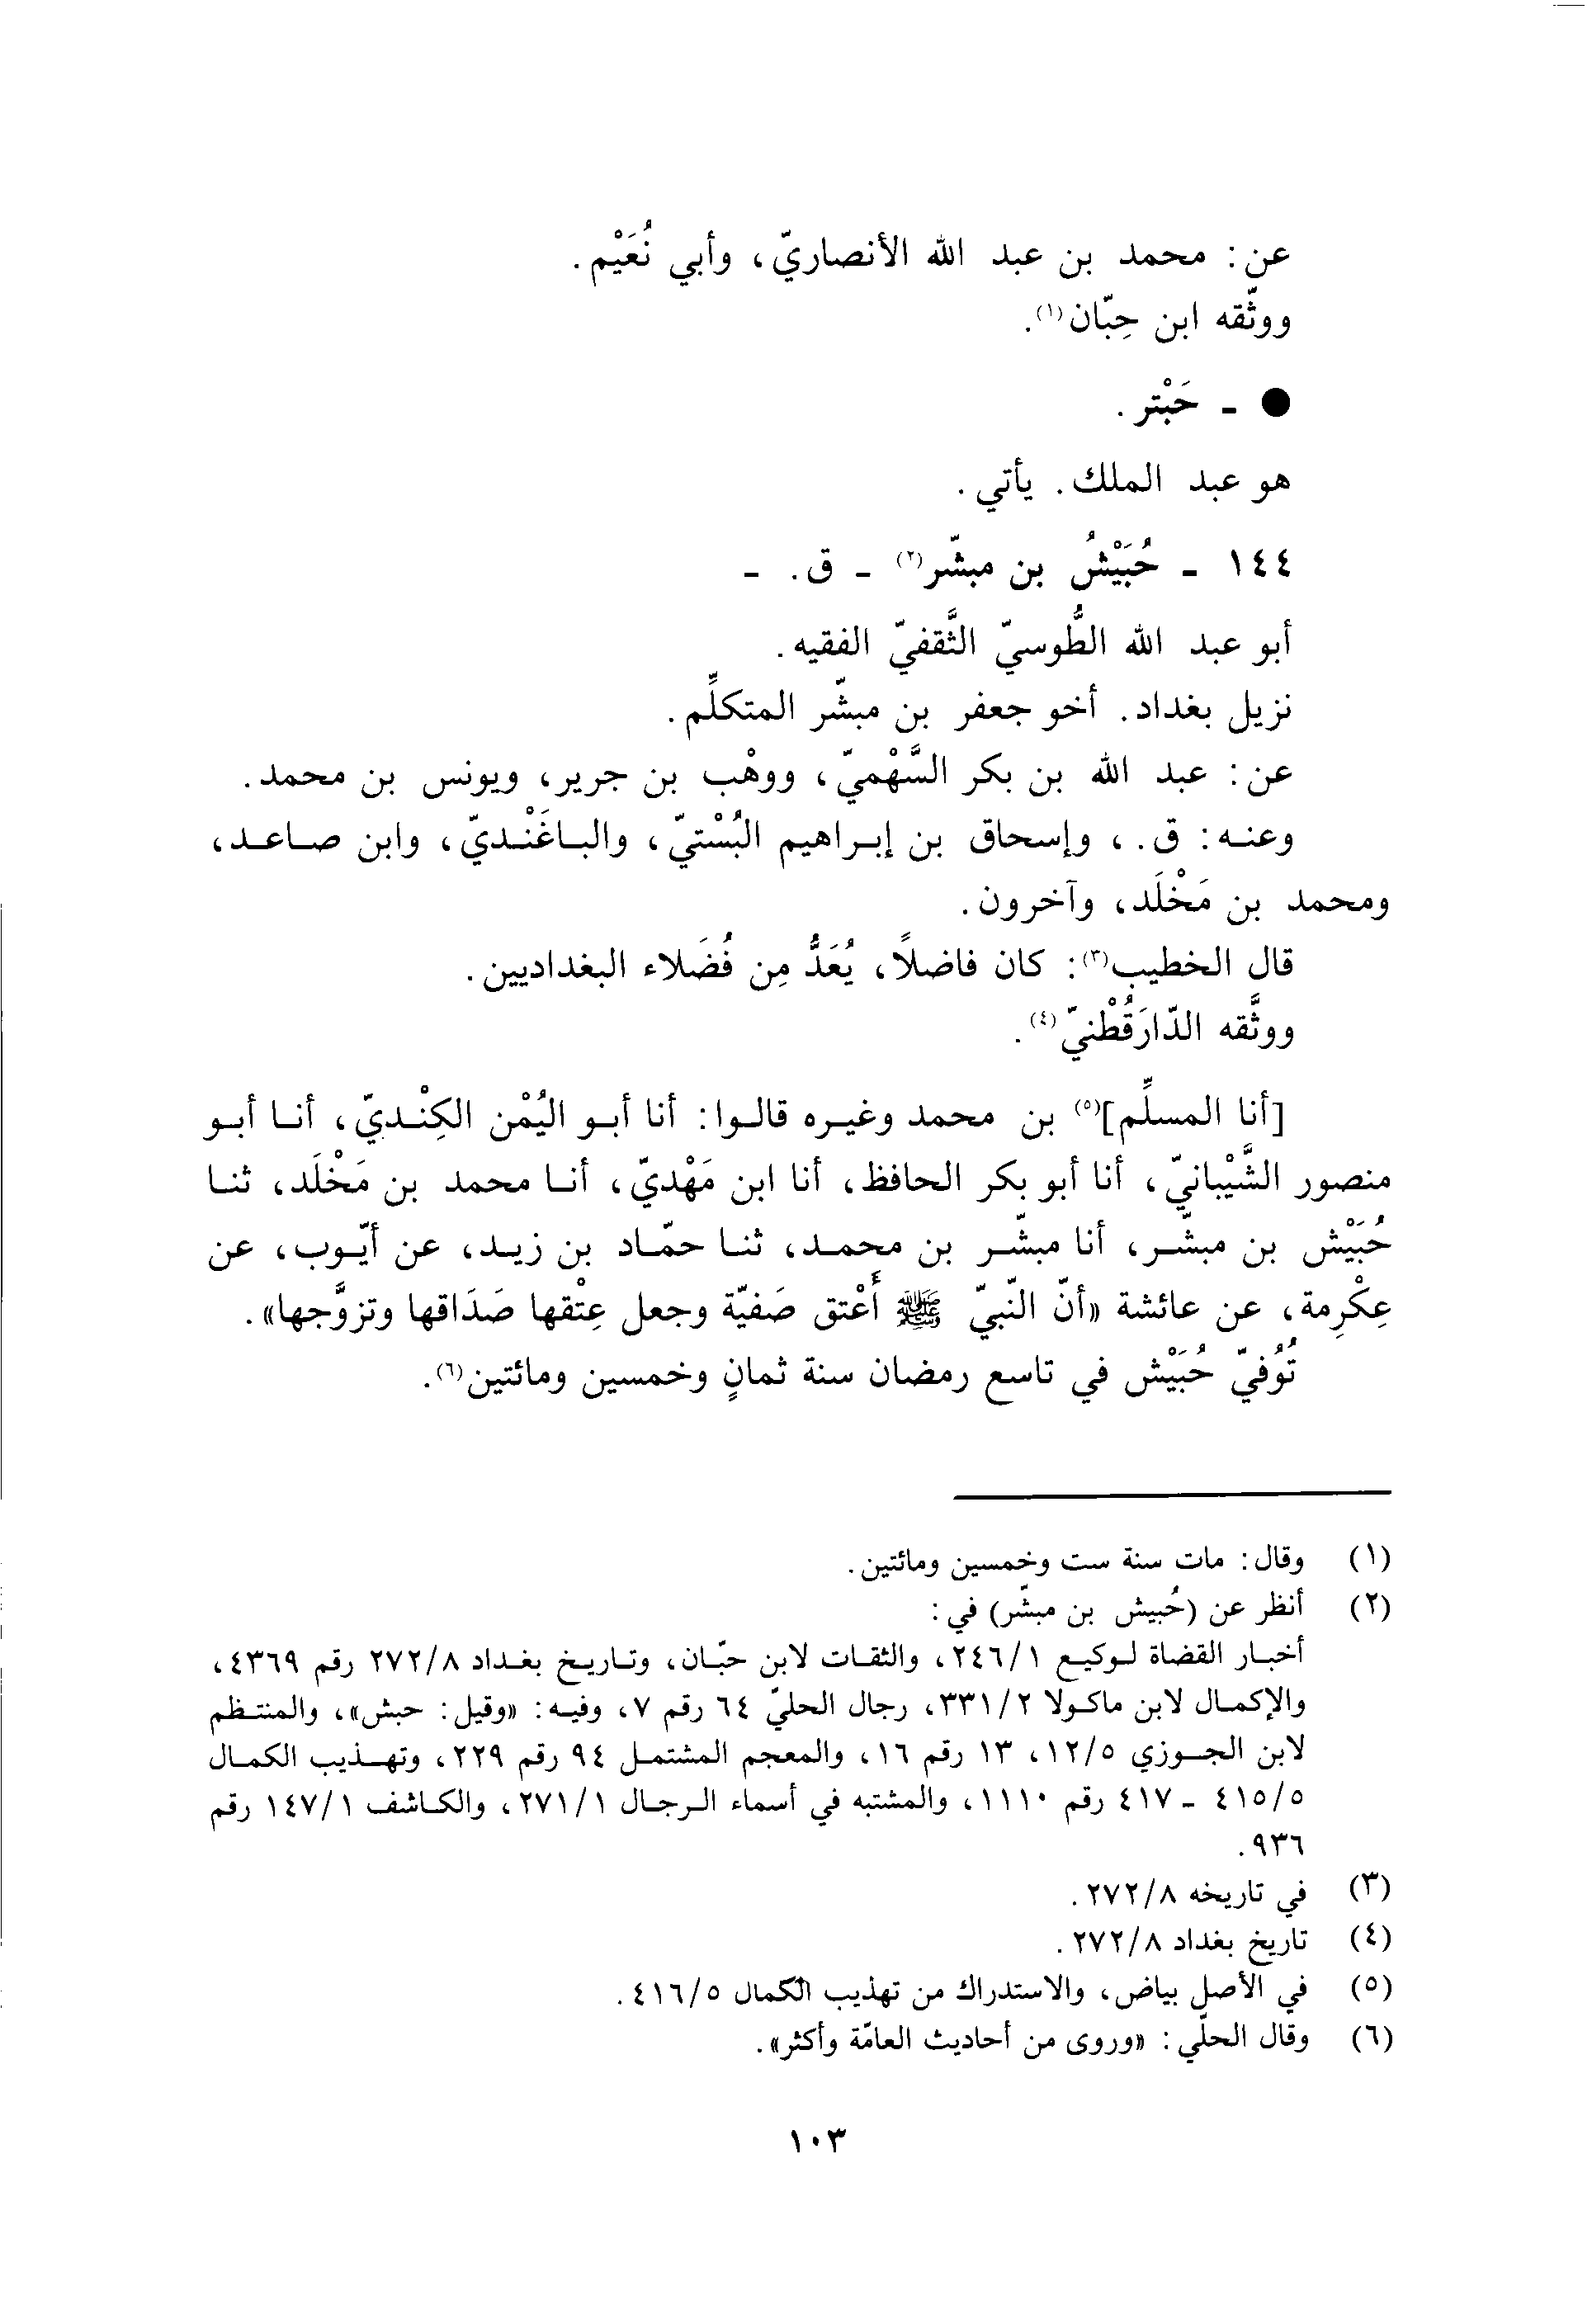 عن: محمد بن عبد الله الأنصاريّ، وأبي نُعَيْم.
ووثّقه ابن حِبّان(١).
● - حَبْتر.
هو عبد الملك. يأتي.
١٤٤ - حُبَيْشُ بن مبشّر(٢) - ق. -
أبو عبد الله الطُّوسيّ الثَّقفيّ الفقيه.
نزيل بغداد. أخو جعفر بن مبشّر المتكلِّم.
عن: عبد الله بن بكر السَّهْميّ، ووهْب بن جرير، ويونس بن محمد.
وعنه: ق.، وإسحاق بن إبراهيم البُسْتيّ، والباغَنْديّ، وابن صاعد،
ومحمد بن مَخْلَد، وآخرون.
قال الخطيب(٣): كان فاضلاً، يُعَدُّ مِن فُضَلاء البغداديين.
ووثَّقه الدّارَقُطْنيّ(٤).
[أنا المسلِّم](٥) بن محمد وغيره قالوا: أنا أبو اليُمْن الكِنْديّ، أنا أبو
منصور الشَّيْبانيّ، أنا أبو بكر الحافظ، أنا ابن مَهْديّ، أنا محمد بن مَخْلَد، ثنا
حُبَيْش بن مبشّر، أنا مبشّر بن محمد، ثنا حمّاد بن زيد، عن أيّوب، عن
عِكْرِمة، عن عائشة «أنّ النّبيّ ﷺ أَعْتق صَفيّة وجعل عِتْقها صَدَاقها وتزوَّجها».
تُوُفيّ حُبَيْش في تاسع رمضان سنة ثمانٍ وخمسين ومائتين(٦).
(١) وقال: مات سنة ست وخمسين ومائتين.
(٢) أنظر عن (حُبيش بن مبشّر) في:
أخبار القضاة لوكيع ٢٤٦/١، والثقات لابن حبّان، وتاريخ بغداد ٢٧٢/٨ رقم ٤٣٦٩،
والإكمال لابن ماكولا ٣٣١/٢، رجال الحليّ ٦٤ رقم ٧، وفيه: «وقيل: حبش»، والمنتظم
لابن الجوزي ١٢/٥، ١٣ رقم ١٦، والمعجم المشتمل ٩٤ رقم ٢٢٩، وتهذيب الكمال
٤١٥/٥ - ٤١٧ رقم ١١١٠، والمشتبه في أسماء الرجال ٢٧١/١، والكاشف ١٤٧/١ رقم
٩٣٦.
(٣) في تاريخه ٢٧٢/٨.
(٤) تاريخ بغداد ٢٧٢/٨.
(٥) في الأصل بياض، والاستدراك من تهذيب الكمال ٤١٦/٥.
(٦) وقال الحلّي: «وروى من أحاديث العامّة وأكثر».
١٠٣